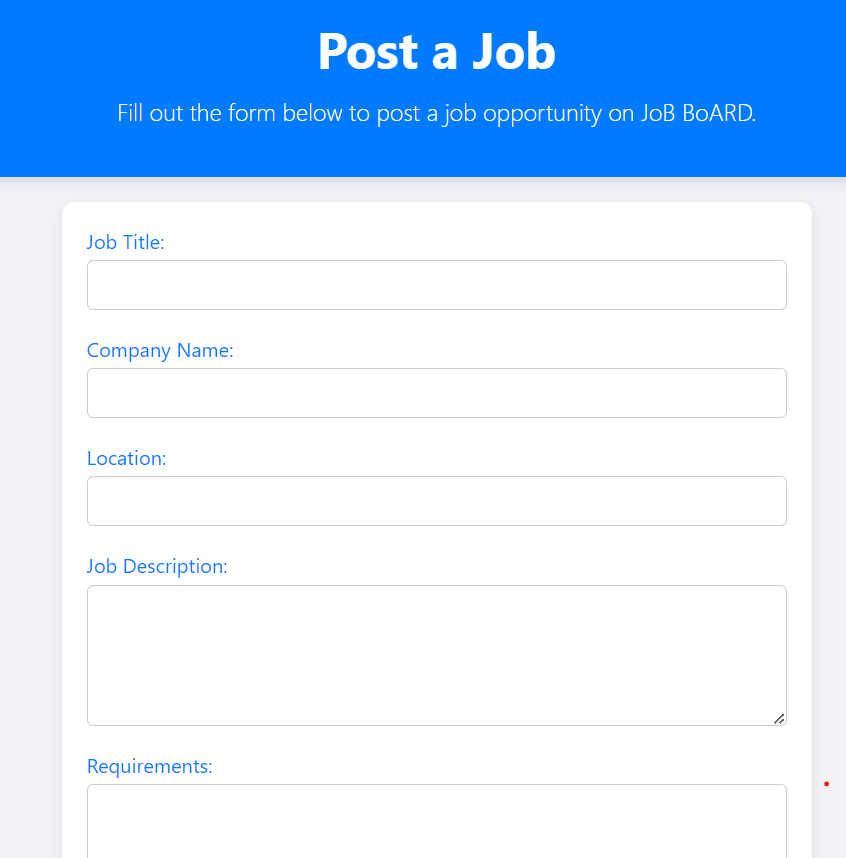 Post a Job
Fill out the form below to post a job opportunity on JoB BoARD.
Job Title:
Company Name:
Location:
Job Description:
Requirements: